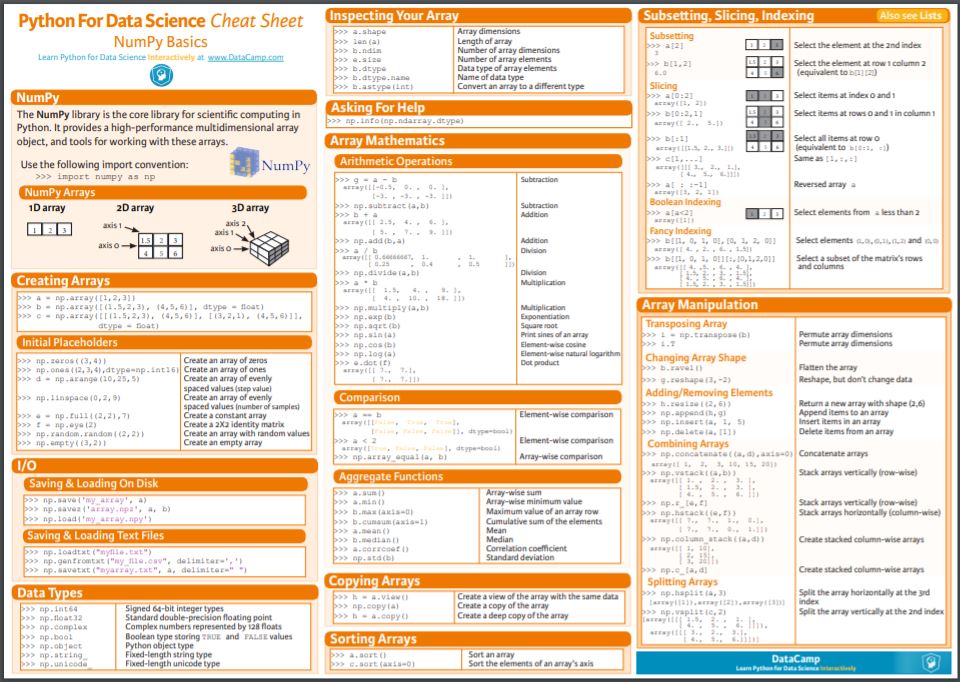 Python For Data Science Cheat Sheet
NumPy Basics
Learn Python for Data Science Interactively at www.DataCamp.com
NumPy
The NumPy library is the core library for scientific computing in
Python. It provides a high-performance multidimensional array
object, and tools for working with these arrays.
Use the following import convention:
>>> import numpy as np
NumPy
NumPy Arrays
1D array 2D array 3D array
1 2 3
axis 1
axis 0
1.5 2 3
4 5 6
axis 2
axis 1
axis 0
Creating Arrays
>>> a = np.array([1,2,3])
>>> b = np.array([(1.5,2,3), (4,5,6)], dtype = float)
>>> c = np.array([[(1.5,2,3), (4,5,6)], [(3,2,1), (4,5,6)]],
dtype = float)
Initial Placeholders
>>> np.zeros((3,4)) Create an array of zeros
>>> np.ones((2,3,4),dtype=np.int16) Create an array of ones
>>> d = np.arange(10,25,5) Create an array of evenly
spaced values (step value)
>>> np.linspace(0,2,9) Create an array of evenly
spaced values (number of samples)
>>> e = np.full((2,2),7) Create a constant array
>>> f = np.eye(2) Create a 2X2 identity matrix
>>> np.random.random((2,2)) Create an array with random values
>>> np.empty((3,2)) Create an empty array
I/O
Saving & Loading On Disk
>>> np.save('my_array', a)
>>> np.savez('array.npz', a, b)
>>> np.load('my_array.npy')
Saving & Loading Text Files
>>> np.loadtxt("myfile.txt")
>>> np.genfromtxt("my_file.csv", delimiter=',')
>>> np.savetxt("myarray.txt", a, delimiter=" ")
Data Types
>>> np.int64 Signed 64-bit integer types
>>> np.float32 Standard double-precision floating point
>>> np.complex Complex numbers represented by 128 floats
>>> np.bool Boolean type storing TRUE and FALSE values
>>> np.object Python object type
>>> np.string_ Fixed-length string type
>>> np.unicode_ Fixed-length unicode type
Inspecting Your Array
>>> a.shape Array dimensions
>>> len(a) Length of array
>>> b.ndim Number of array dimensions
>>> e.size Number of array elements
>>> b.dtype Data type of array elements
>>> b.dtype.name Name of data type
>>> b.astype(int) Convert an array to a different type
Asking For Help
>>> np.info(np.ndarray.dtype)
Array Mathematics
Arithmetic Operations
>>> g = a - b Subtraction
array([[-0.5, 0. , 0. ],
[-3. , -3. , -3. ]])
>>> np.subtract(a,b) Subtraction
>>> b + a Addition
array([[ 2.5, 4. , 6. ],
[ 5. , 7. , 9. ]])
>>> np.add(b,a) Addition
>>> a / b Division
array([[ 0.66666667, 1. , 1. ],
[ 0.25 , 0.4 , 0.5 ]])
>>> np.divide(a,b) Division
>>> a * b Multiplication
array([[ 1.5, 4. , 9. ],
[ 4. , 10. , 18. ]])
>>> np.multiply(a,b) Multiplication
>>> np.exp(b) Exponentiation
>>> np.sqrt(b) Square root
>>> np.sin(a) Print sines of an array
>>> np.cos(b) Element-wise cosine
>>> np.log(a) Element-wise natural logarithm
>>> e.dot(f) Dot product
array([[ 7., 7.],
[ 7., 7.]])
Comparison
>>> a == b Element-wise comparison
array([[False, True, True],
[False, False, False]], dtype=bool)
>>> a < 2 Element-wise comparison
array([True, False, False], dtype=bool)
>>> np.array_equal(a, b) Array-wise comparison
Aggregate Functions
>>> a.sum() Array-wise sum
>>> a.min() Array-wise minimum value
>>> b.max(axis=0) Maximum value of an array row
>>> b.cumsum(axis=1) Cumulative sum of the elements
>>> a.mean() Mean
>>> b.median() Median
>>> a.corrcoef() Correlation coefficient
>>> np.std(b) Standard deviation
Copying Arrays
>>> h = a.view() Create a view of the array with the same data
>>> np.copy(a) Create a copy of the array
>>> h = a.copy() Create a deep copy of the array
Sorting Arrays
>>> a.sort() Sort an array
>>> c.sort(axis=0) Sort the elements of an array's axis
Subsetting, Slicing, Indexing Also see Lists
Subsetting
>>> a[2] 1 2 3 Select the element at the 2nd index
3
>>> b[1,2] 1.5 2 3 Select the element at row 1 column 2
6.0 4 5 6 (equivalent to b[1][2])
Slicing
>>> a[0:2] 1 2 3 Select items at index 0 and 1
array([1, 2])
>>> b[0:2,1] 1.5 2 3 Select items at rows 0 and 1 in column 1
array([ 2., 5.]) 4 5 6
>>> b[:1] 1.5 2 3 Select all items at row 0
array([[1.5, 2., 3.]]) 4 5 6 (equivalent to b[0:1, :])
>>> c[1,...] Same as [1,:,:]
array([[[ 3., 2., 1.],
[ 4., 5., 6.]]])
>>> a[ : :-1] Reversed array a
array([3, 2, 1])
Boolean Indexing
>>> a[a<2] 1 2 3 Select elements from a less than 2
array([1])
Fancy Indexing
>>> b[[1, 0, 1, 0],[0, 1, 2, 0]] Select elements (1,0),(0,1),(1,2) and (0,0)
array([ 4. , 2. , 6. , 1.5])
>>> b[[1, 0, 1, 0]][:,[0,1,2,0]] Select a subset of the matrix's rows
and columns
array([[ 4. ,5. , 6. , 4. ],
[ 1.5, 2. , 3. , 1.5],
[ 4. , 5. , 6. , 4. ],
[ 1.5, 2. , 3. , 1.5]])
Array Manipulation
Transposing Array
>>> i = np.transpose(b) Permute array dimensions
>>> i.T Permute array dimensions
Changing Array Shape
>>> b.ravel() Flatten the array
>>> g.reshape(3,-2) Reshape, but don't change data
Adding/Removing Elements
>>> h.resize((2,6)) Return a new array with shape (2,6)
>>> np.append(h,g) Append items to an array
>>> np.insert(a, 1, 5) Insert items in an array
>>> np.delete(a,[1]) Delete items from an array
Combining Arrays
>>> np.concatenate((a,d),axis=0) Concatenate arrays
array([ 1, 2, 3, 10, 15, 20])
>>> np.vstack((a,b)) Stack arrays vertically (row-wise)
array([[ 1. , 2. , 3. ],
[ 1.5, 2. , 3. ],
[ 4. , 5. , 6. ]])
>>> np.r_[e,f] Stack arrays vertically (row-wise)
>>> np.hstack((e,f)) Stack arrays horizontally (column-wise)
array([[ 7., 7., 1., 0.],
[ 7., 7., 0., 1.]])
>>> np.column_stack((a,d)) Create stacked column-wise arrays
array([[ 1, 10],
[ 2, 15],
[ 3, 20]])
>>> np.c_[a,d] Create stacked column-wise arrays
Splitting Arrays
>>> np.hsplit(a,3) Split the array horizontally at the 3rd
index
[array([1]),array([2]),array([3])]
>>> np.vsplit(c,2) Split the array vertically at the 2nd index
[array([[[ 1.5, 2. , 1. ],
[ 4. , 5. , 6. ]]]),
array([[[ 3., 2., 3.],
[ 4., 5., 6.]]])]
DataCamp
Learn Python for Data Science Interactively